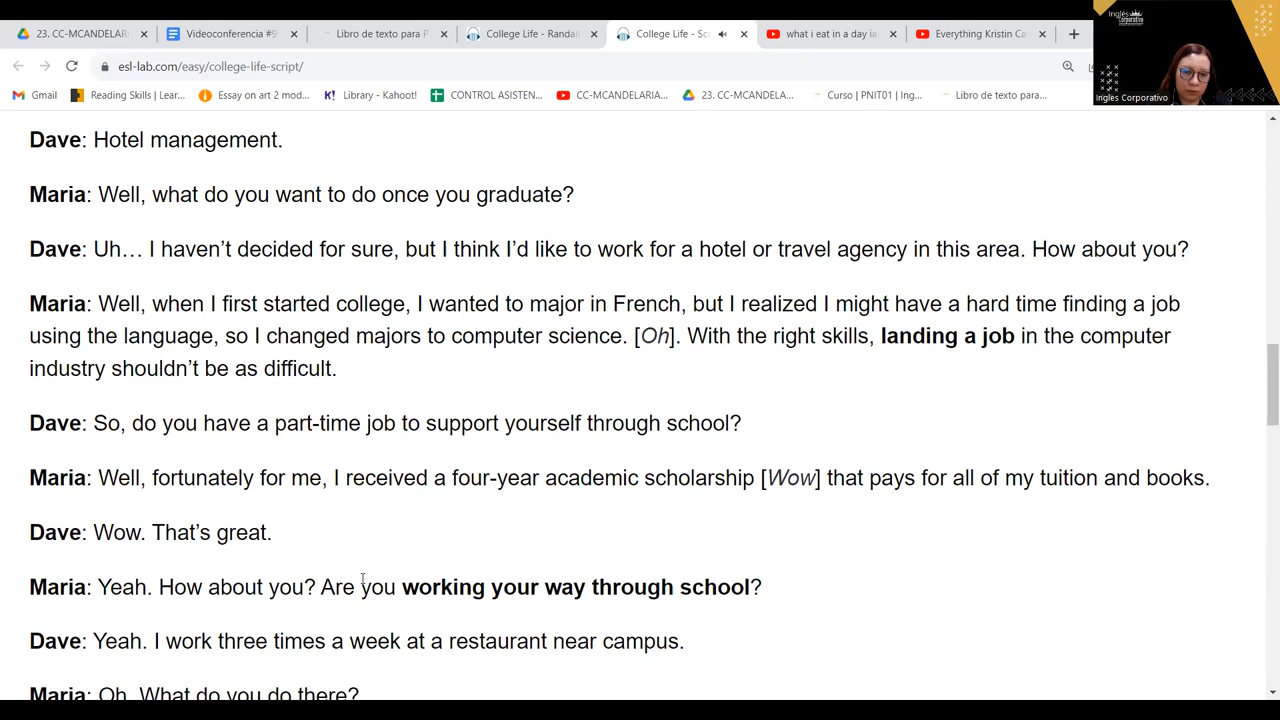 23. CC-MCANDELARI
Videoconferencia #9
Libro de texto para P
College Life - Randal
College Life - Scr
what i eat in a day la
Everything Kristin Ca
esl-lab.com/easy/college-life-script/
Gmail
Reading Skills | Lear...
Essay on art 2 mod...
Library - Kahoot!
CONTROL ASISTEN...
CC-MCANDELARIA...
23. CC-MCANDELA...
Curso | PNIT01 | Ing...
Libro de texto para...
Inglés
Corporativo
Ingles Corporativo
Dave: Hotel management.
Maria: Well, what do you want to do once you graduate?
Dave: Uh… I haven’t decided for sure, but I think I’d like to work for a hotel or travel agency in this area. How about you?
Maria: Well, when I first started college, I wanted to major in French, but I realized I might have a hard time finding a job
using the language, so I changed majors to computer science. [Oh]. With the right skills, landing a job in the computer
industry shouldn’t be as difficult.
Dave: So, do you have a part-time job to support yourself through school?
Maria: Well, fortunately for me, I received a four-year academic scholarship [Wow] that pays for all of my tuition and books.
Dave: Wow. That’s great.
Maria: Yeah. How about you? Are you working your way through school?
Dave: Yeah. I work three times a week at a restaurant near campus.
Maria: Oh. What do you do there?